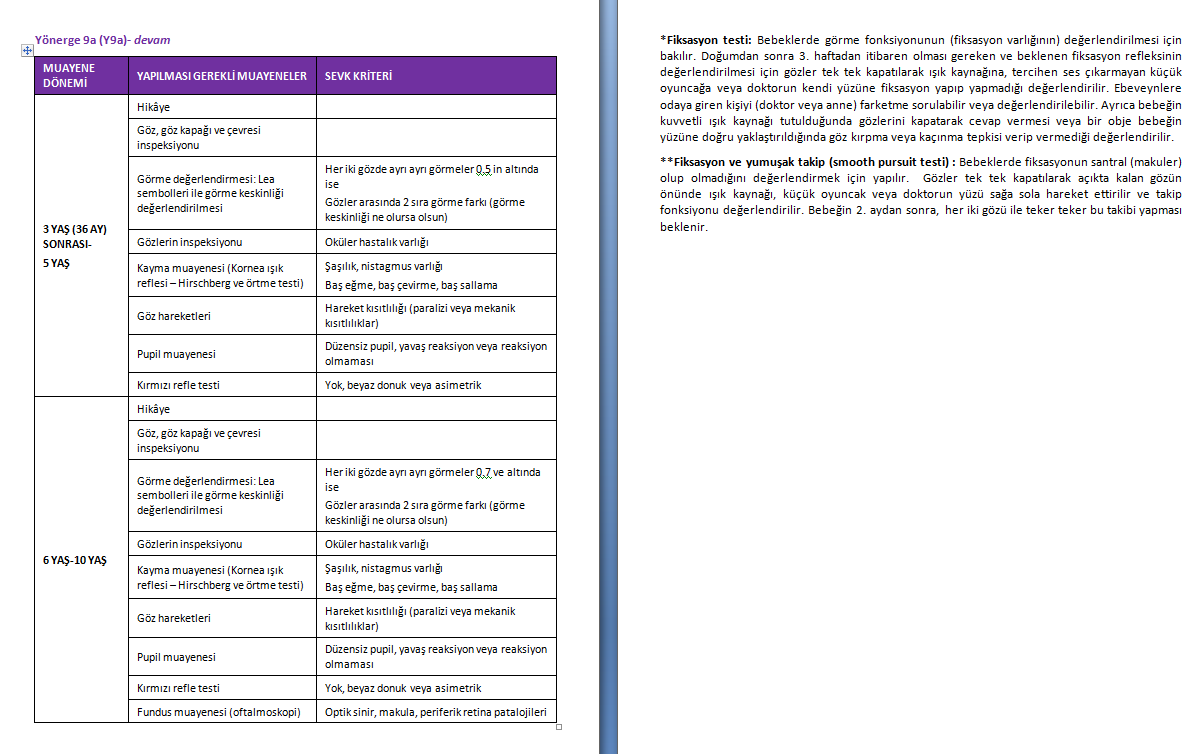 Yönerge 9a (Y9a)- devam
MUAYENE
DÖNEMİ
YAPILMASI GEREKLİ MUAYENELER
SEVK KRİTERİ
3 YAŞ (36 AY)
SONRASI-
5 YAŞ
Hikâye
Göz, göz kapağı ve çevresi
inspeksiyonu
Görme değerlendirmesi: Lea
sembolleri ile görme keskinliği
değerlendirilmesi
Her iki gözde ayrı ayrı görmeler 0,5 in altında
ise
Gözler arasında 2 sıra görme farkı (görme
keskinliği ne olursa olsun)
Gözlerin inspeksiyonu
Oküler hastalık varlığı
Kayma muayenesi (Kornea ışık
reflesi – Hirschberg ve örtme testi)
Şaşılık, nistagmus varlığı
Baş eğme, baş çevirme, baş sallama
Göz hareketleri
Hareket kısıtlılığı (paralizi veya mekanik
kısıtlılıklar)
Pupil muayenesi
Düzensiz pupil, yavaş reaksiyon veya reaksiyon
olmaması
Kırmızı refle testi
Yok, beyaz donuk veya asimetrik
6 YAŞ-10 YAŞ
Hikâye
Göz, göz kapağı ve çevresi
inspeksiyonu
Görme değerlendirmesi: Lea
sembolleri ile görme keskinliği
değerlendirilmesi
Her iki gözde ayrı ayrı görmeler 0,7 ve altında
ise
Gözler arasında 2 sıra görme farkı (görme
keskinliği ne olursa olsun)
Gözlerin inspeksiyonu
Oküler hastalık varlığı
Kayma muayenesi (Kornea ışık
reflesi – Hirschberg ve örtme testi)
Şaşılık, nistagmus varlığı
Baş eğme, baş çevirme, baş sallama
Göz hareketleri
Hareket kısıtlılığı (paralizi veya mekanik
kısıtlılıklar)
Pupil muayenesi
Düzensiz pupil, yavaş reaksiyon veya reaksiyon
olmaması
Kırmızı refle testi
Yok, beyaz donuk veya asimetrik
Fundus muayenesi (oftalmoskopi)
Optik sinir, makula, periferik retina patalojileri
*Fiksasyon testi: Bebeklerde görme fonksiyonunun (fiksasyon varlığının) değerlendirilmesi için
bakılır. Doğumdan sonra 3. haftadan itibaren olması gereken ve beklenen fiksasyon refleksinin
değerlendirilmesi için gözler tek tek kapatılarak ışık kaynağına, tercihen ses çıkarmayan küçük
oyuncağa veya doktorun kendi yüzüne fiksasyon yapıp yapmadığı değerlendirilir. Ebeveynlere
odaya giren kişiyi (doktor veya anne) farketme sorulabilir veya değerlendirilebilir. Ayrıca bebeğin
kuvvetli ışık kaynağı tutulduğunda gözlerini kapatarak cevap vermesi veya bir obje bebeğin
yüzüne doğru yaklaştırıldığında göz kırpma veya kaçınma tepkisi verip vermediği değerlendirilir.
**Fiksasyon ve yumuşak takip (smooth pursuit testi) : Bebeklerde fiksasyonun santral (makuler)
olup olmadığını değerlendirmek için yapılır. Gözler tek tek kapatılarak açıkta kalan gözün
önünde ışık kaynağı, küçük oyuncak veya doktorun yüzü sağa sola hareket ettirilir ve takip
fonksiyonu değerlendirilir. Bebeğin 2. aydan sonra, her iki gözü ile teker teker bu takibi yapması
beklenir.